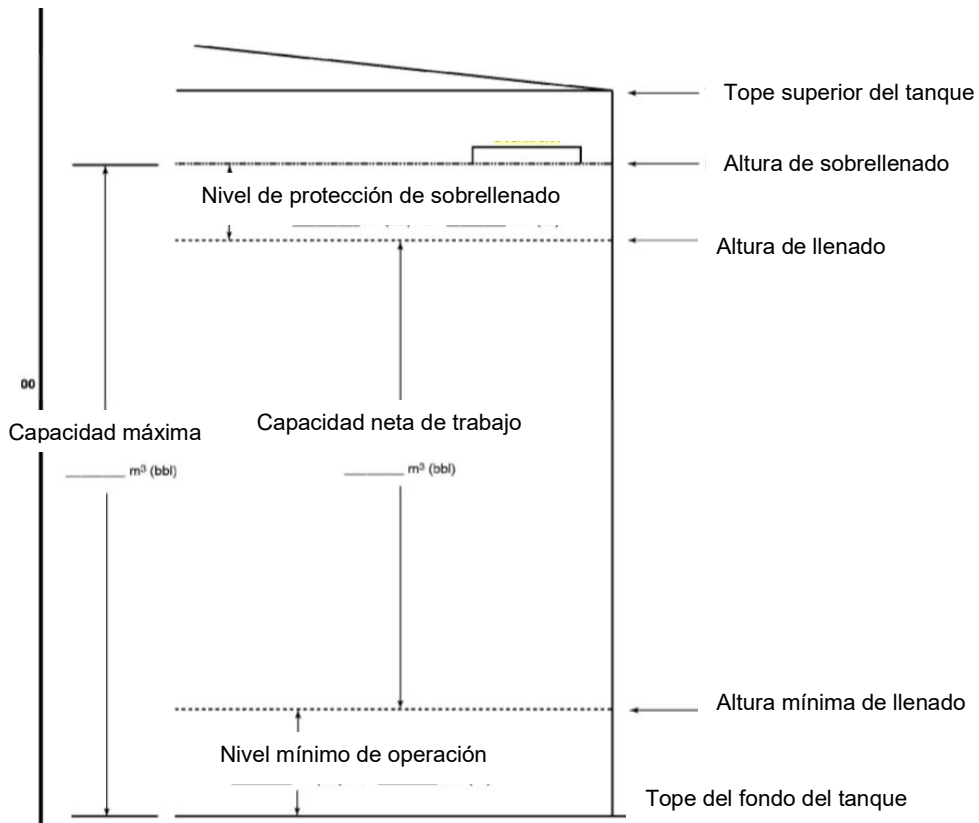 Tope superior del tanque
Altura de sobrellenado
Nivel de protección de sobrellenado
Altura de llenado
00
Capacidad máxima
Capacidad neta de trabajo
______ m³ (bbl)
______ m³ (bbl)
Altura mínima de llenado
Nivel mínimo de operación
Tope del fondo del tanque